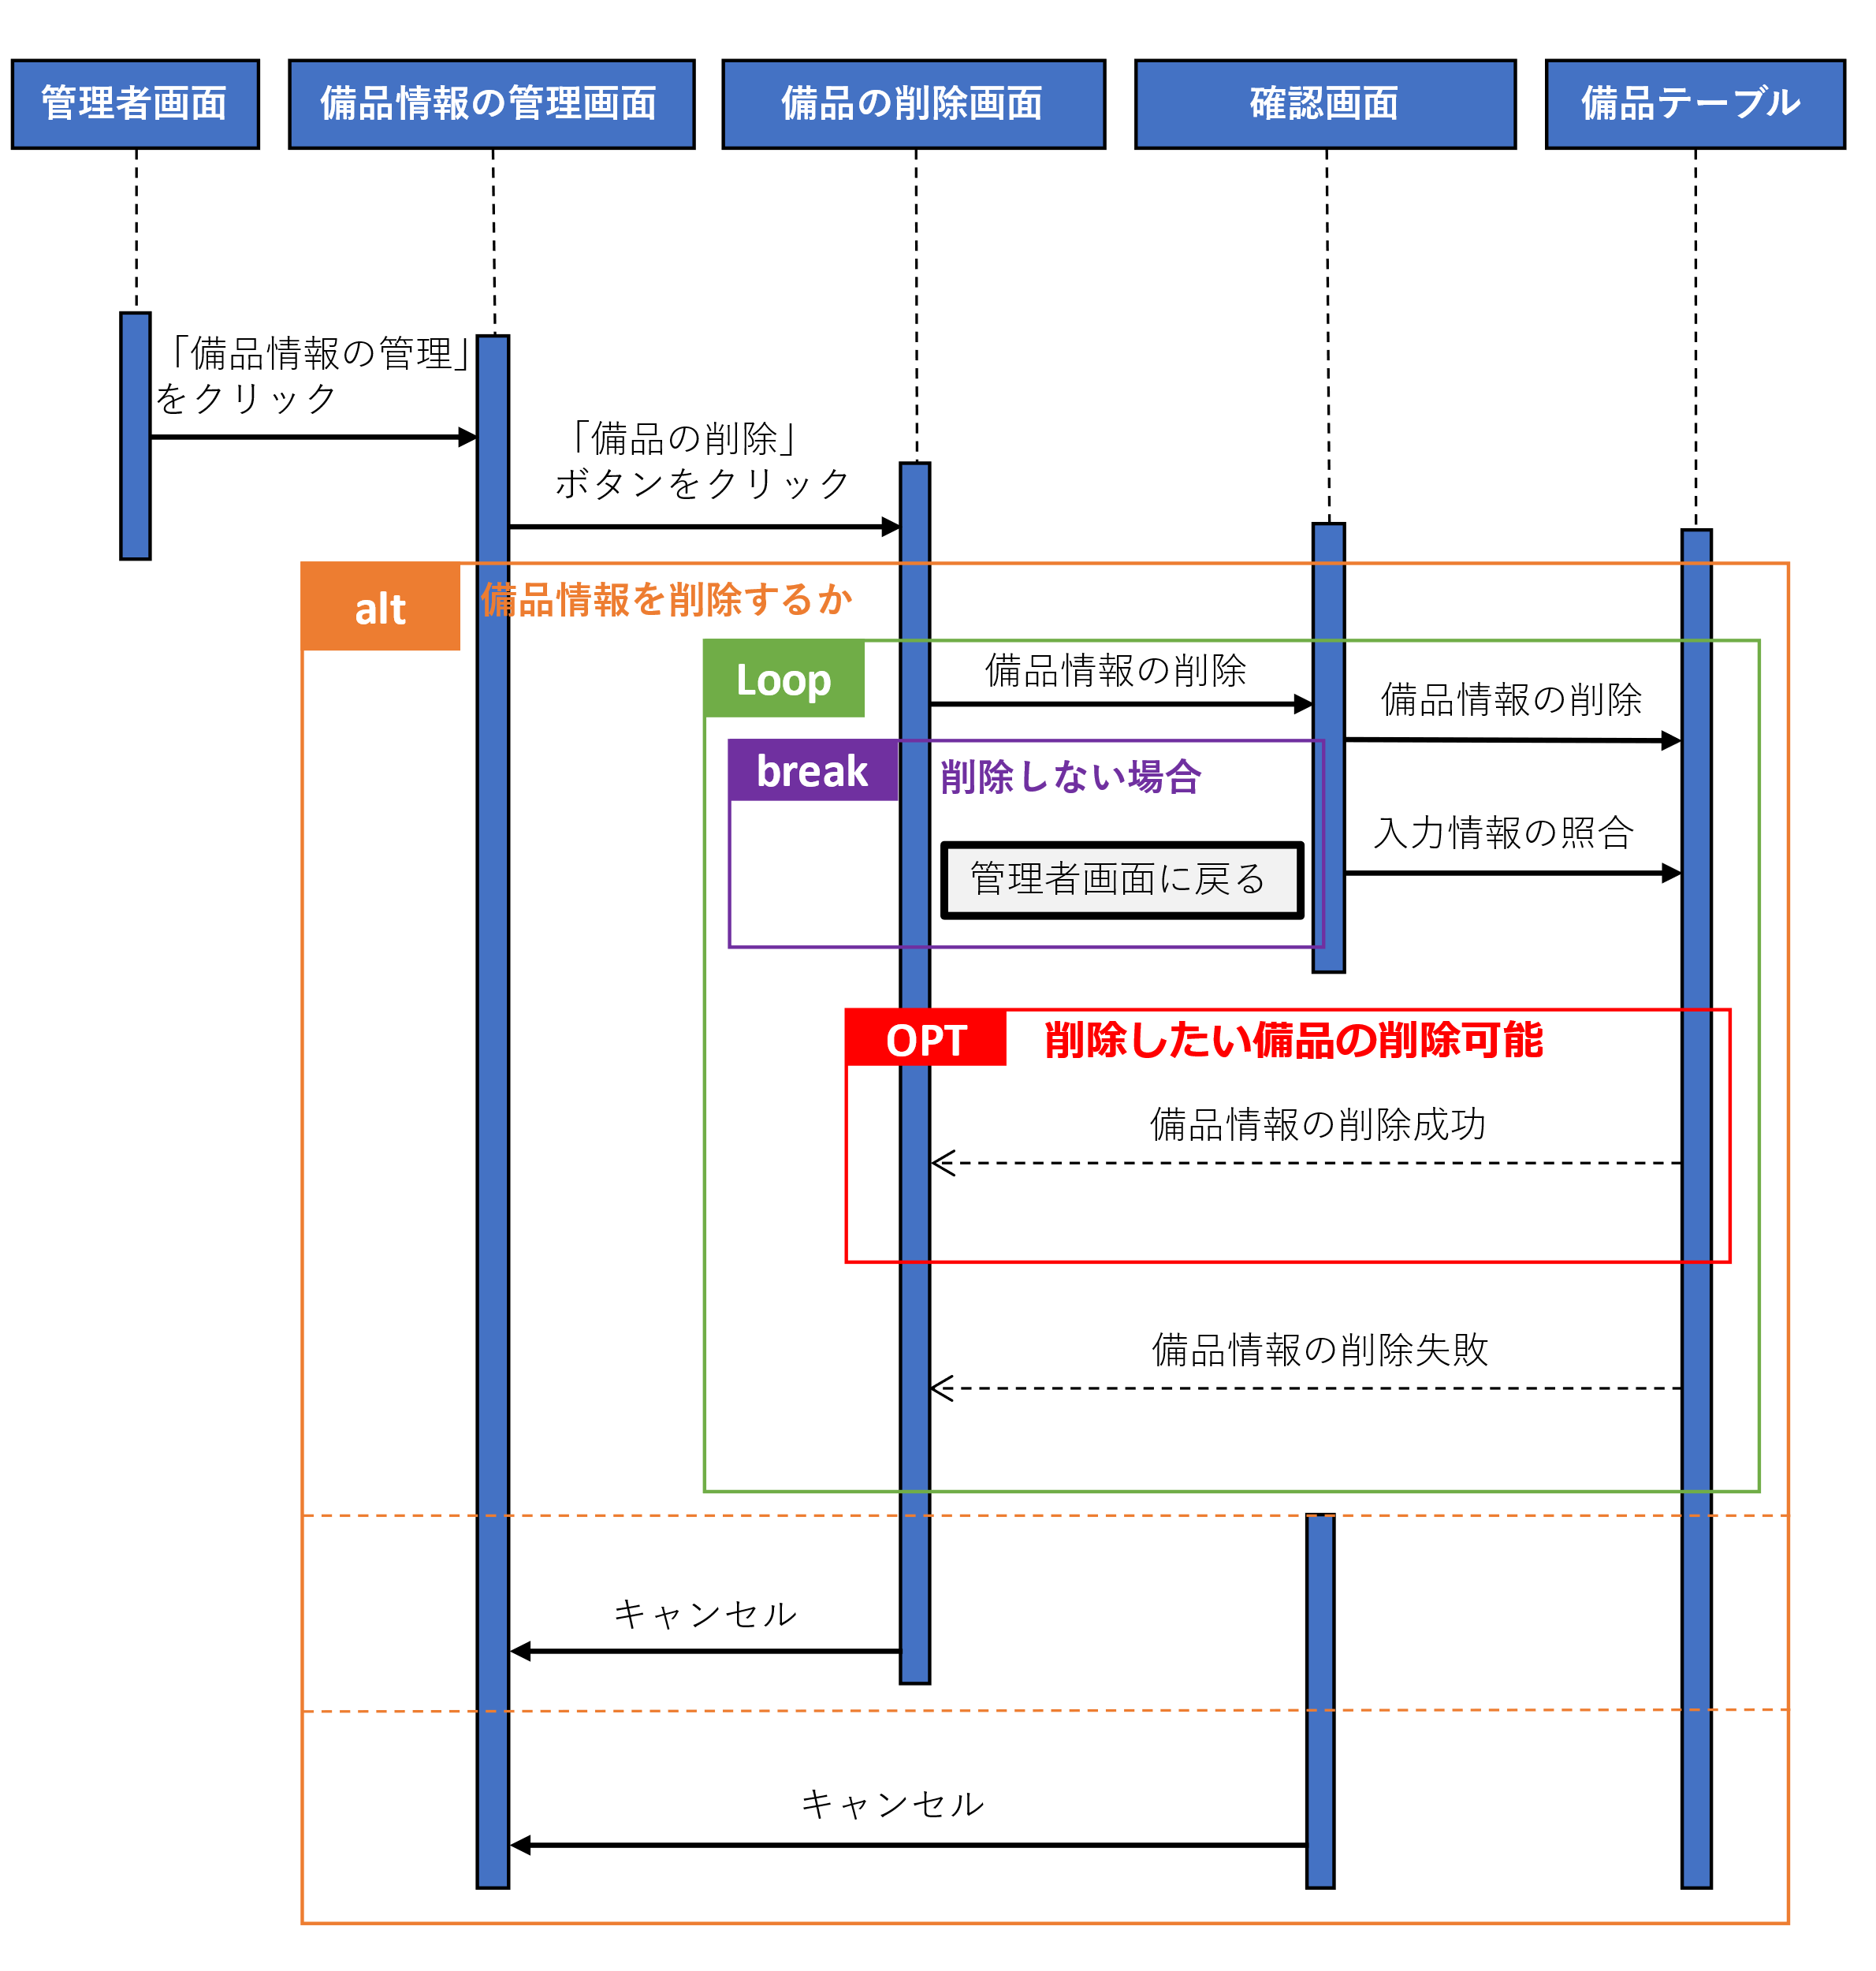 管理者画面
備品情報の管理画面
備品の削除画面
確認画面
備品テーブル
「備品情報の管理」
をクリック
「備品の削除」
ボタンをクリック
alt
備品情報を削除するか
Loop
備品情報の削除
備品情報の削除
break
削除しない場合
入力情報の照合
管理者画面に戻る
OPT
削除したい備品の削除可能
備品情報の削除成功
備品情報の削除失敗
キャンセル
キャンセル